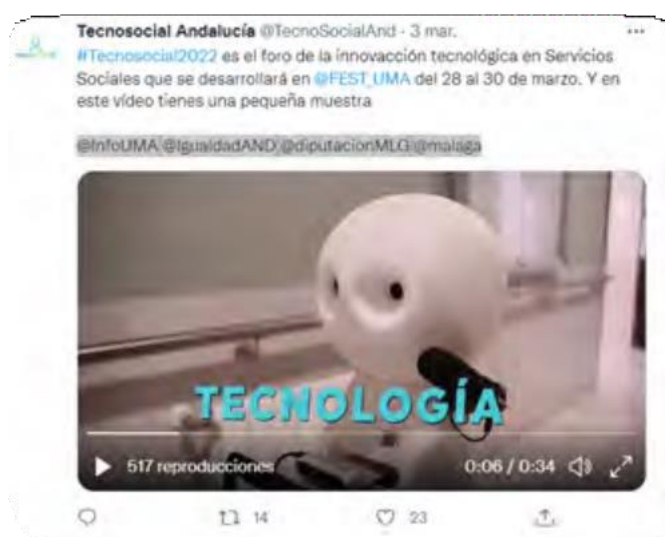 Tecnosocial Andalucía @TecnoSocialAnd · 3 mar.
#Tecnosocial2022 es el foro de la innovacción tecnológica en Servicios
Sociales que se desarrollará en @FEST_UMA del 28 al 30 de marzo. Y en
este vídeo tienes una pequeña muestra
@InfoUMA @IgualdadAND @diputacionMLG @malaga
TECNOLOGÍA
517 reproducciones
0:06 / 0:34
14
23